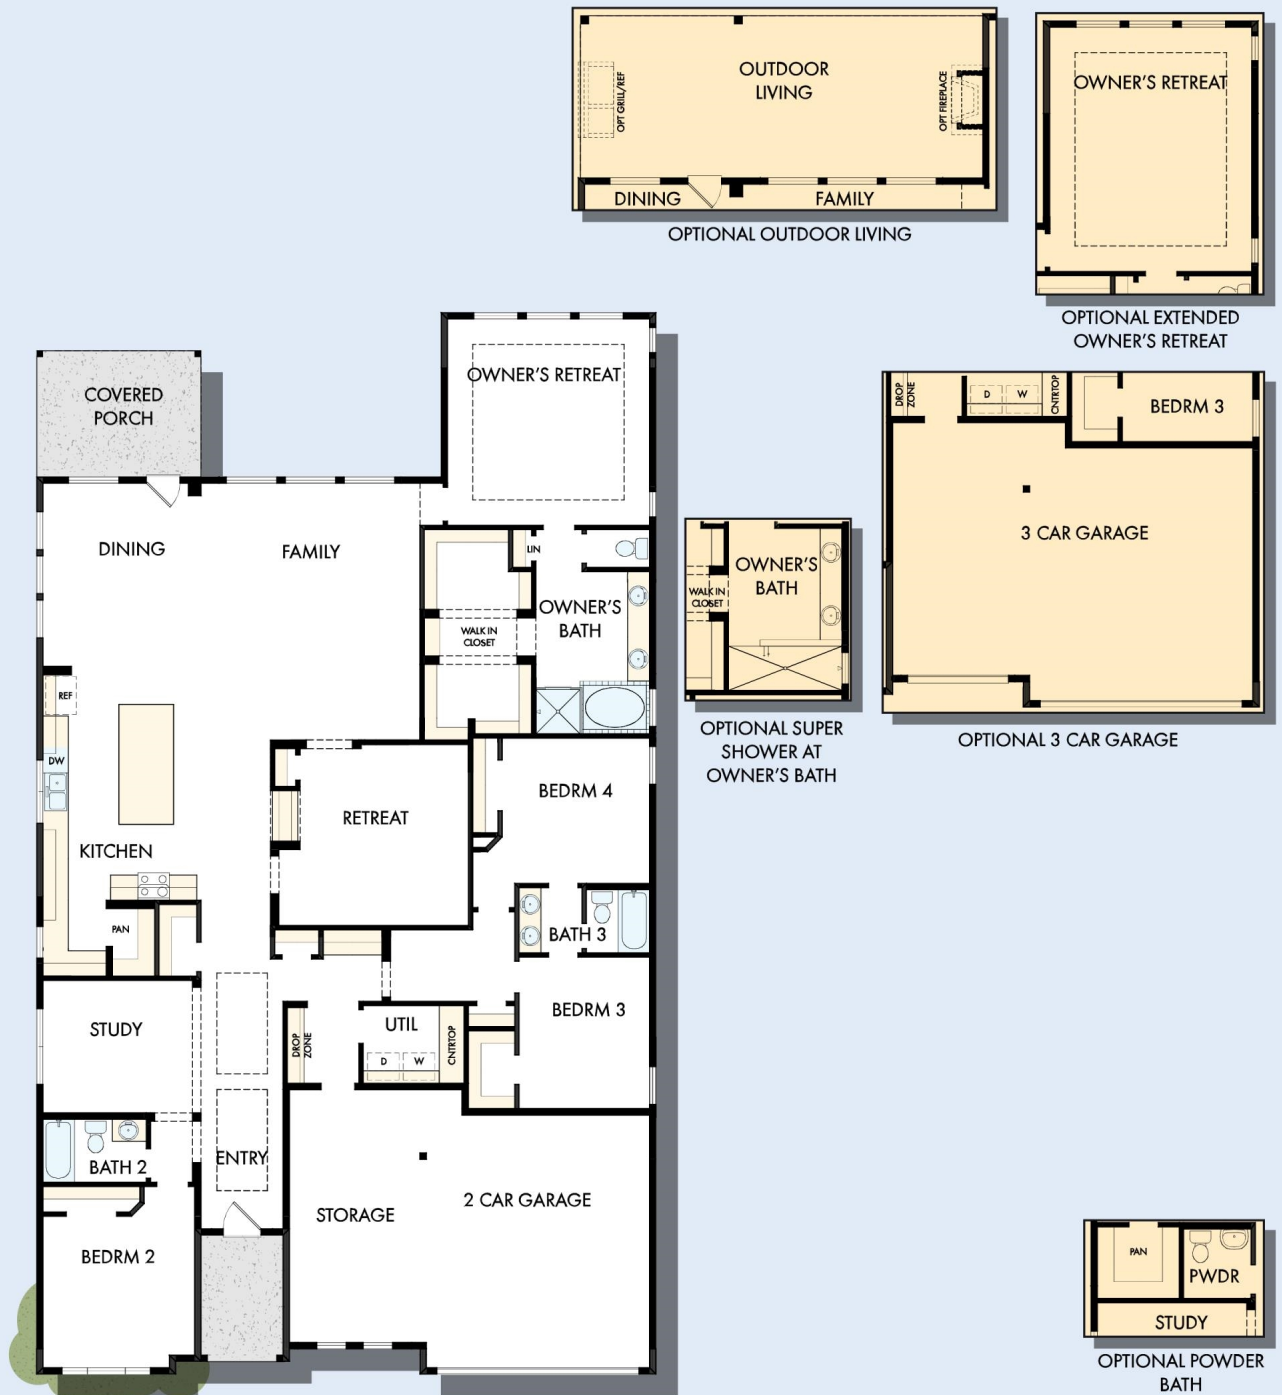 OUTDOOR
LIVING
OPT GRILL/REF
OPT FIREPLACE
DINING
FAMILY
OPTIONAL OUTDOOR LIVING
OWNER'S RETREAT
OPTIONAL EXTENDED
OWNER'S RETREAT
COVERED
PORCH
OWNER'S RETREAT
DINING
FAMILY
LIN
OWNER'S
BATH
WALK IN
CLOSET
REF
DW
KITCHEN
PAN
RETREAT
BEDRM 4
BATH 3
BEDRM 3
STUDY
DROP
ZONE
UTIL
D
W
CNTRTOP
BATH 2
ENTRY
BEDRM 2
STORAGE
2 CAR GARAGE
OWNER'S
BATH
WALK IN
CLOSET
OPTIONAL SUPER
SHOWER AT
OWNER'S BATH
DROP
ZONE
D
W
CNTRTOP
BEDRM 3
3 CAR GARAGE
OPTIONAL 3 CAR GARAGE
PAN
PWDR
STUDY
OPTIONAL POWDER
BATH